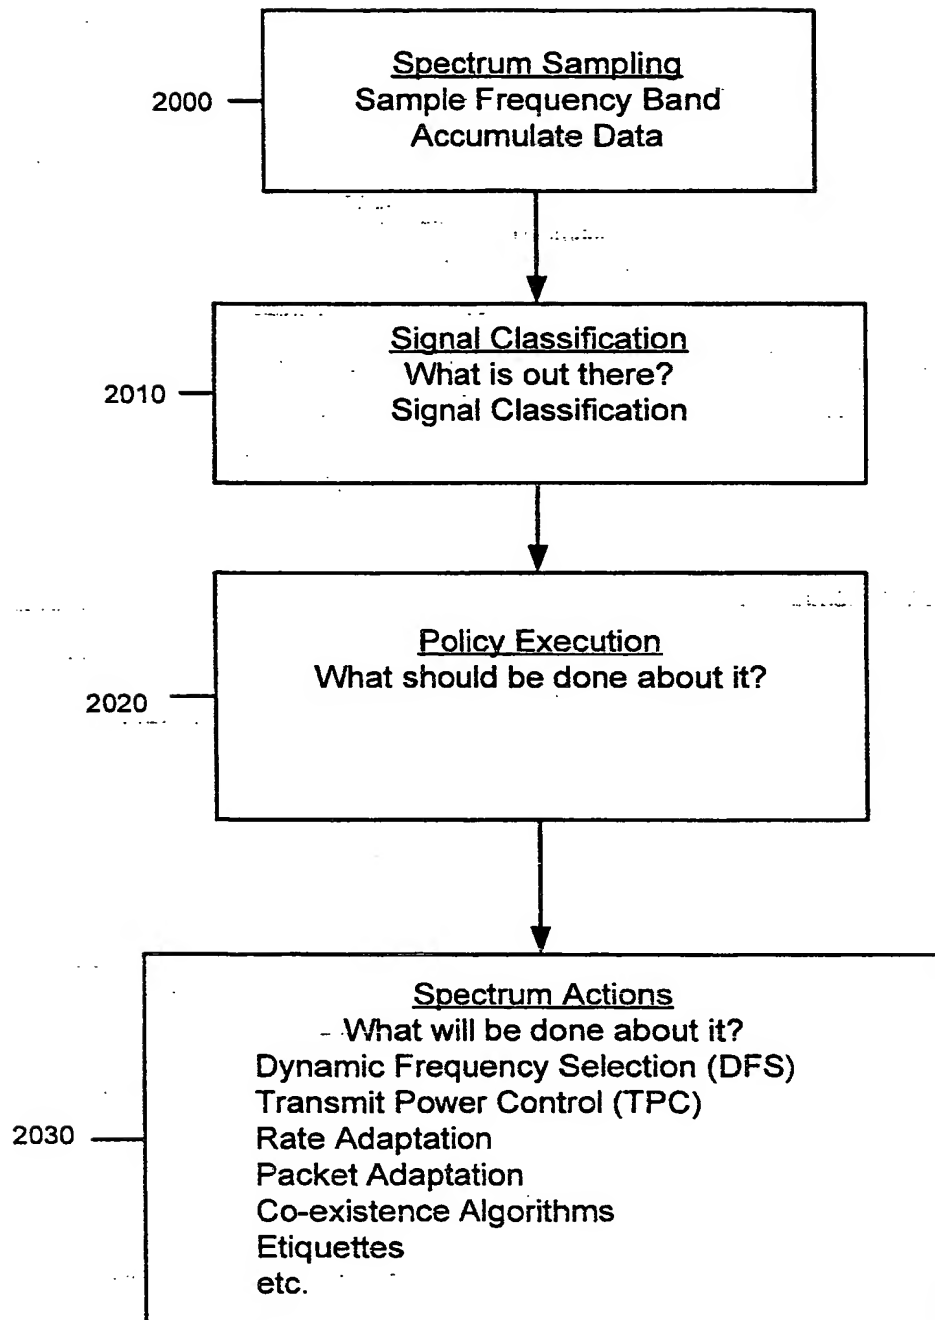 2000
Spectrum Sampling
Sample Frequency Band
Accumulate Data
2010
Signal Classification
What is out there?
Signal Classification
2020
Policy Execution
What should be done about it?
2030
Spectrum Actions
What will be done about it?
Dynamic Frequency Selection (DFS)
Transmit Power Control (TPC)
Rate Adaptation
Packet Adaptation
Co-existence Algorithms
Etiquettes
etc.